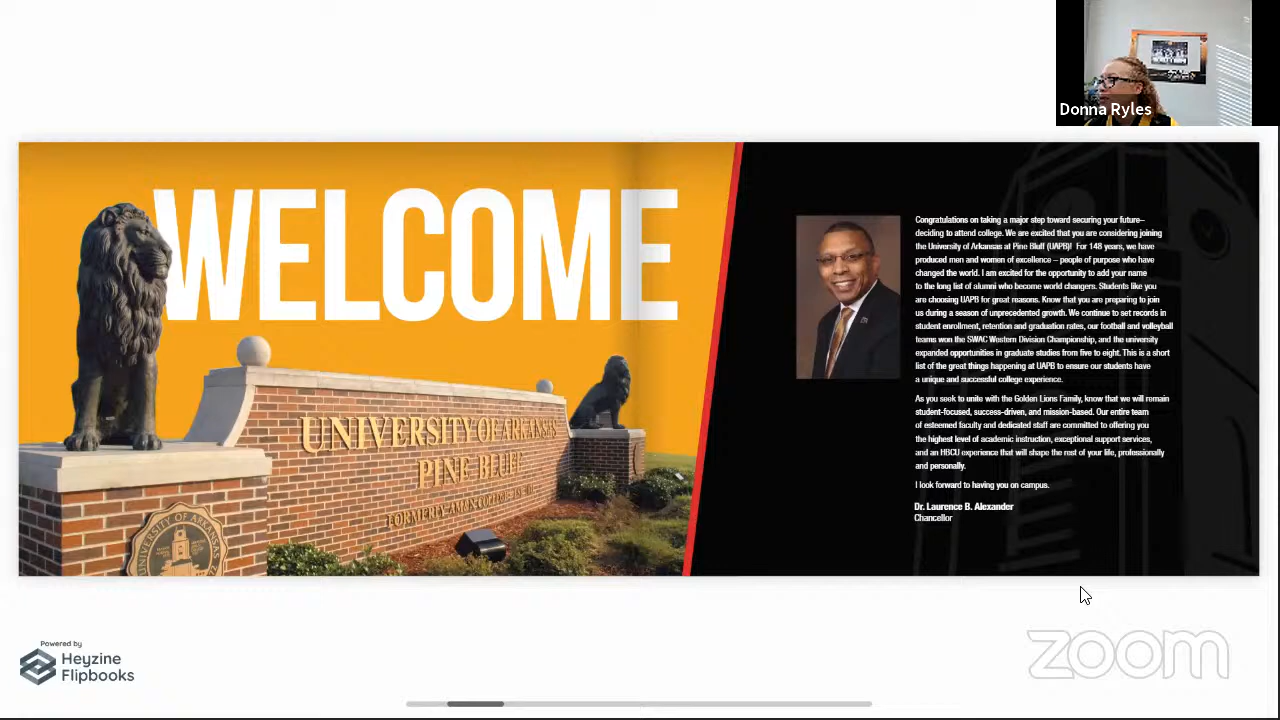 Donna Ryles
WELCOME
UNIVERSITY OF ARKANSAS
PINE BLUFF
FORMERLY AM&N COLLEGE
UNIVERSITY OF ARKANSAS
Congratulations on taking a major step toward securing your future–
deciding to attend college. We are excited that you are considering joining
the University of Arkansas at Pine Bluff (UAPB)! For 148 years, we have
produced men and women of excellence – people of purpose who have
changed the world. I am excited for the opportunity to add your name
to the long list of alumni who become world changers. Students like you
are choosing UAPB for great reasons. Know that you are preparing to join
us during a season of unprecedented growth. We continue to set records in
student enrollment, retention and graduation rates, our football and volleyball
teams won the SWAC Western Division Championship, and the university
expanded opportunities in graduate studies from five to eight. This is a short
list of the great things happening at UAPB to ensure our students have
a unique and successful college experience.
As you seek to unite with the Golden Lions Family, know that we will remain
student-focused, success-driven, and mission-based. Our entire team
of esteemed faculty and dedicated staff are committed to offering you
the highest level of academic instruction, exceptional support services,
and an HBCU experience that will shape the rest of your life, professionally
and personally.
I look forward to having you on campus.
Dr. Laurence B. Alexander
Chancellor
Powered by
Heyzine
Flipbooks
zoom